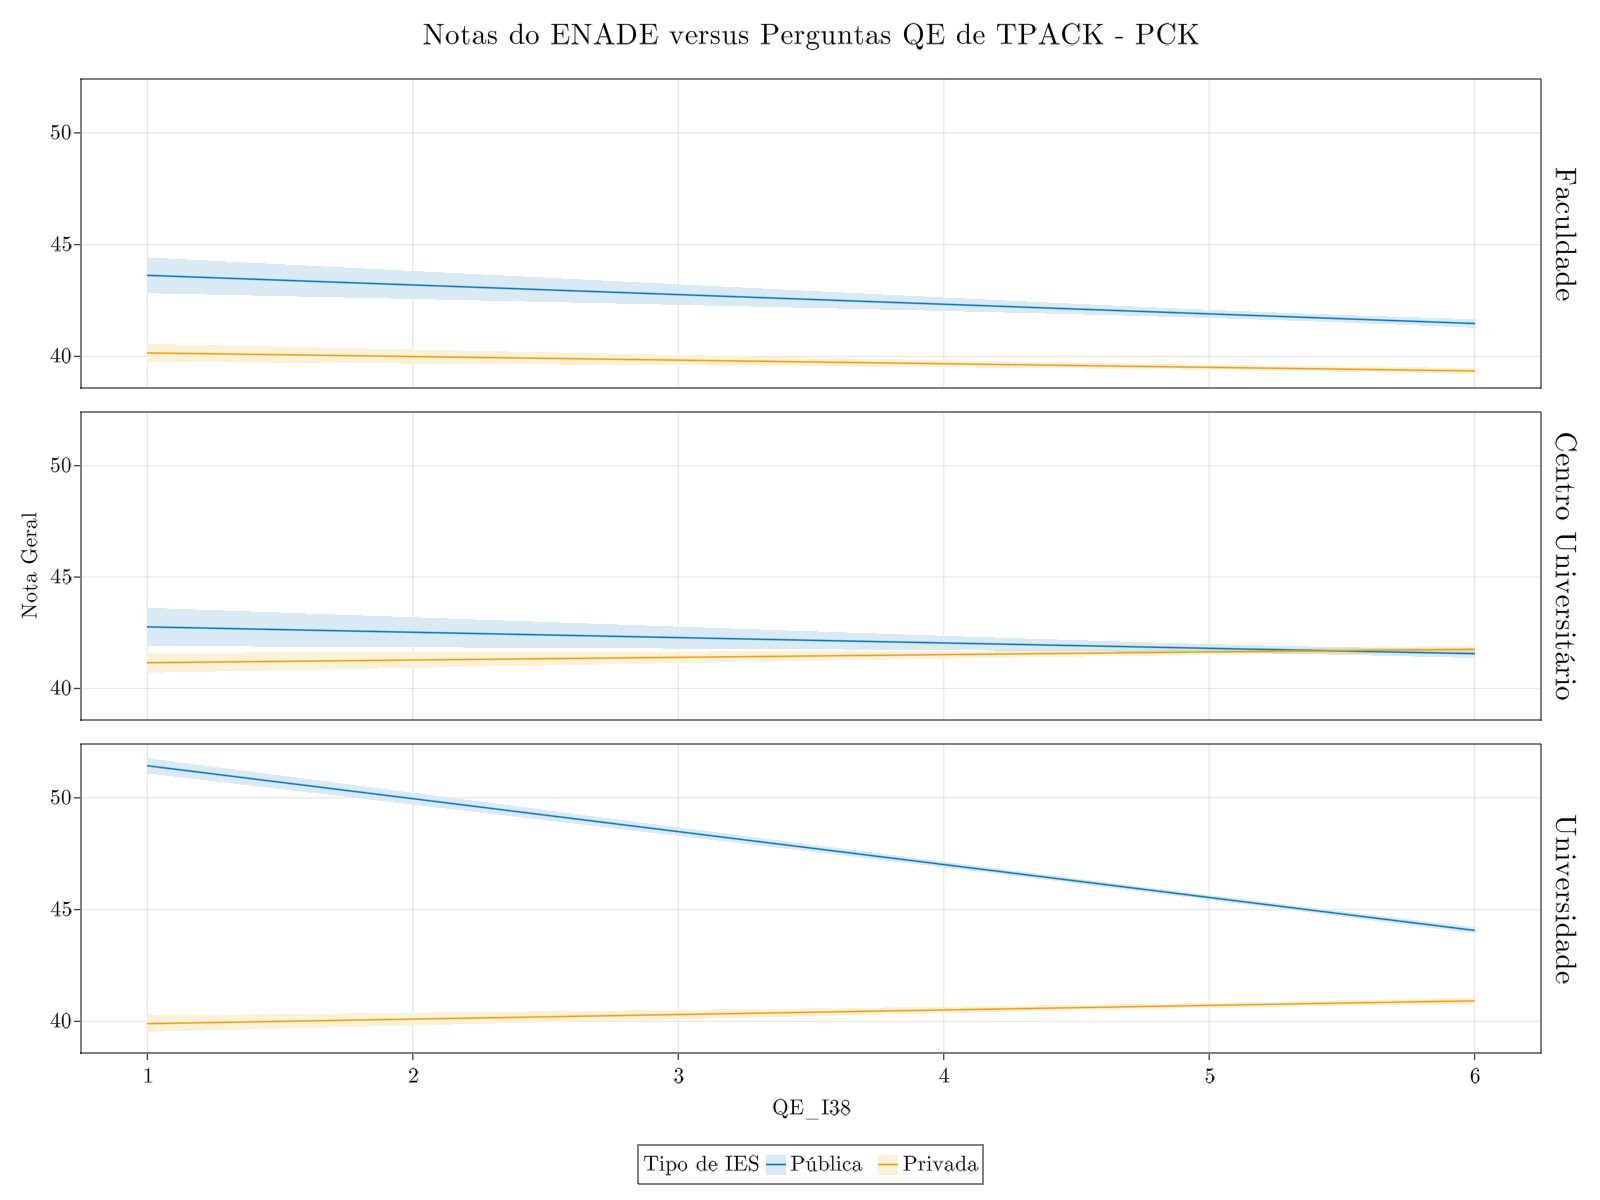 Notas do ENADE versus Perguntas QE de TPACK - PCK
50
45
40
Faculdade
50
45
40
Centro Universitário
Nota Geral
50
45
40
Universidade
1 2 3 4 5 6
QE_I38
Tipo de IES Pública Privada